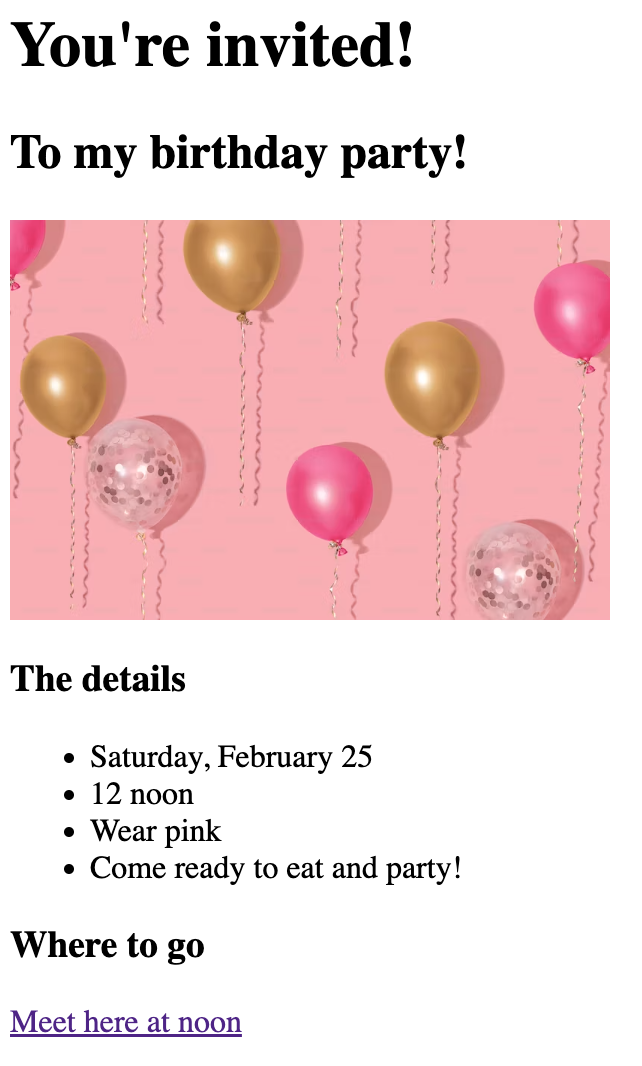 You're invited!
To my birthday party!
The details
• Saturday, February 25
• 12 noon
• Wear pink
• Come ready to eat and party!
Where to go
Meet here at noon